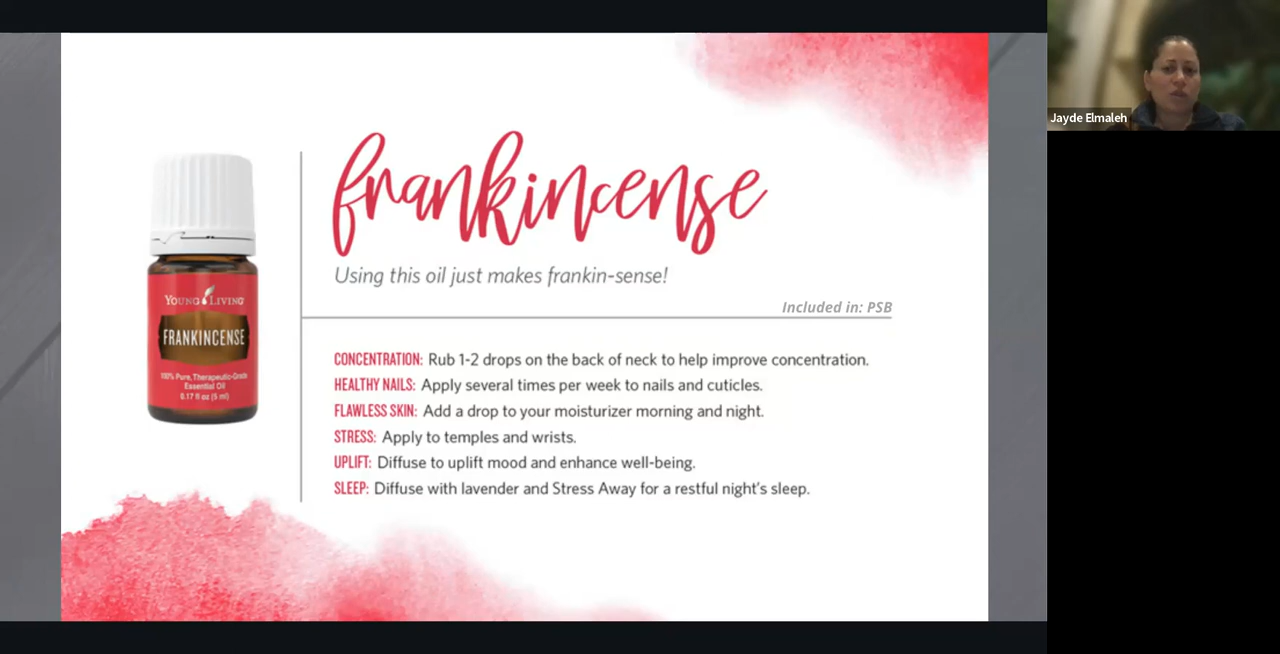 frankincense
Using this oil just makes frankin-sense!
Included in: PSB
YOUNG LIVING
FRANKINCENSE
100% Pure, Therapeutic-Grade
Essential Oil
0.17 fl oz (5 ml)
CONCENTRATION: Rub 1-2 drops on the back of neck to help improve concentration.
HEALTHY NAILS: Apply several times per week to nails and cuticles.
FLAWLESS SKIN: Add a drop to your moisturizer morning and night.
STRESS: Apply to temples and wrists.
UPLIFT: Diffuse to uplift mood and enhance well-being.
SLEEP: Diffuse with lavender and Stress Away for a restful night's sleep.
Jayde Elmaleh